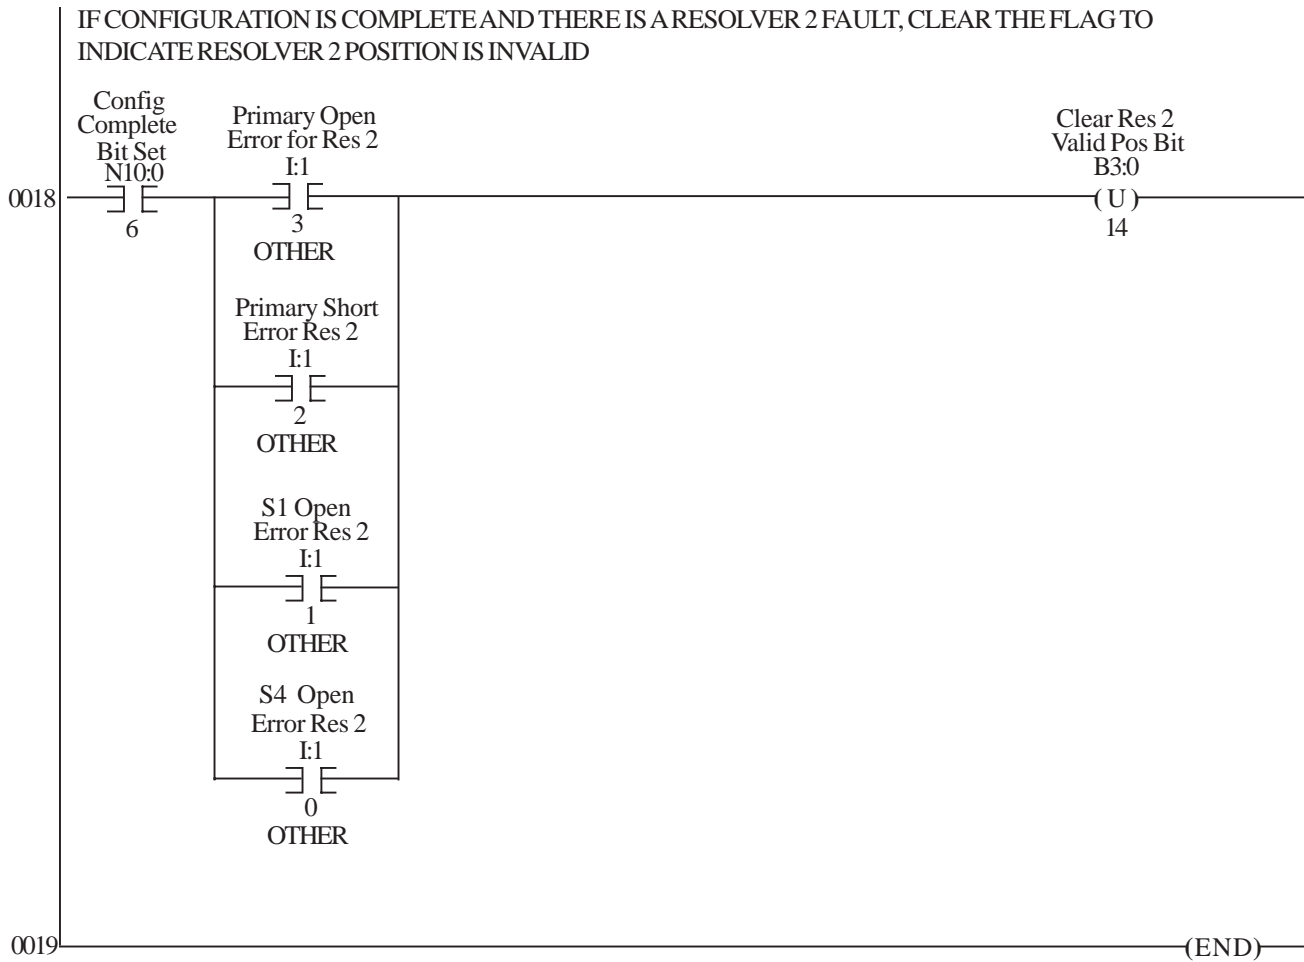 IF CONFIGURATION IS COMPLETE AND THERE IS A RESOLVER 2 FAULT, CLEAR THE FLAG TO
INDICATE RESOLVER 2 POSITION IS INVALID
Config
Complete
Bit Set
N10:0
6
Primary Open
Error for Res 2
I:1
3
OTHER
Clear Res 2
Valid Pos Bit
B3:0
(U)
14
0018
Primary Short
Error Res 2
I:1
2
OTHER
S1 Open
Error Res 2
I:1
1
OTHER
S4 Open
Error Res 2
I:1
0
OTHER
0019
(END)